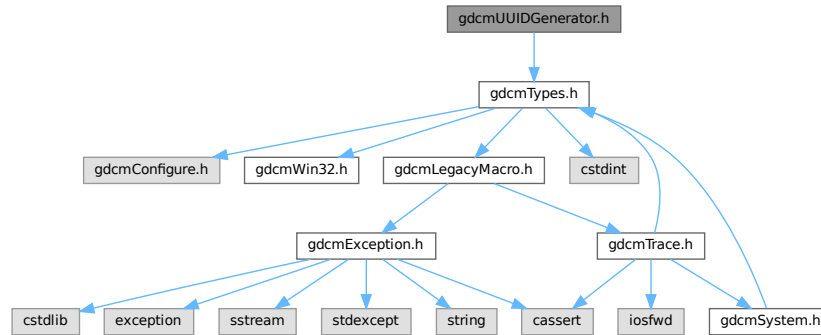 gdcmUUIDGenerator.h
gdcmTypes.h
gdcmConfigure.h
gdcmWin32.h
gdcmLegacyMacro.h
cstdint
gdcmException.h
gdcmTrace.h
cstdlib
exception
sstream
stdexcept
string
cassert
iosfwd
gdcmSystem.h